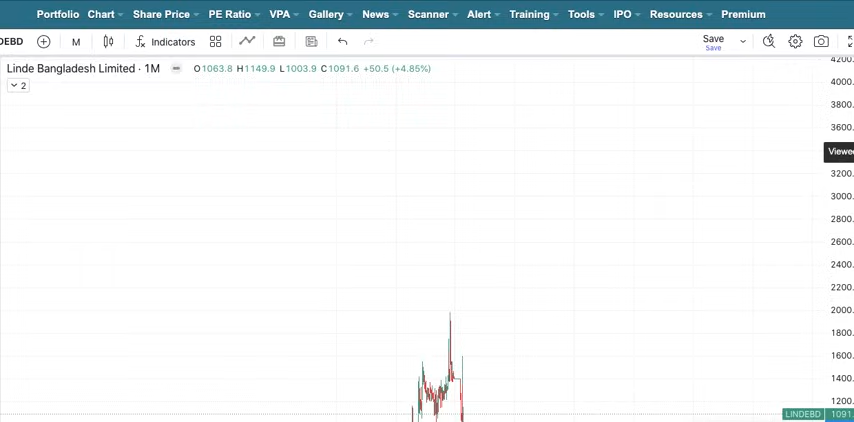 Portfolio Chart Share Price PE Ratio VPA Gallery News Scanner Alert Training Tools IPO Resources Premium
DEBD M Indicators Save
Save
Linde Bangladesh Limited · 1M O1063.8 H1149.9 L1003.9 C1091.6 +50.5 (+4.85%)
2
4200.
4000.
3800.
3600.
Viewed
3200.
3000.
2800.
2600.
2400.
2200.
2000.
1800.
1600.
1400.
1200.
LINDEBD 1091.